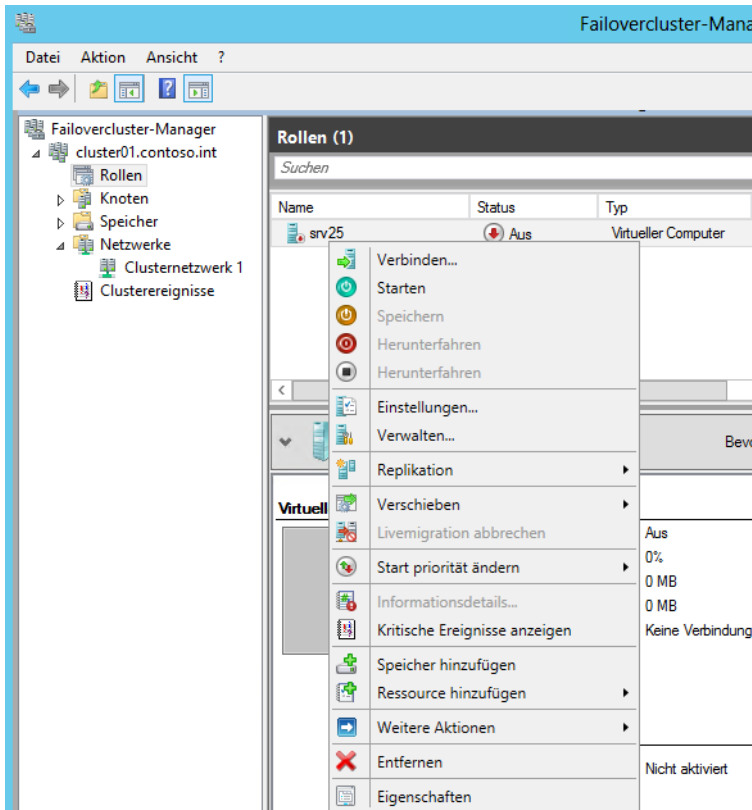 Failovercluster-Mana
Datei Aktion Ansicht ?
Failovercluster-Manager
cluster01.contoso.int
Rollen
Knoten
Speicher
Netzwerke
Clusternetzwerk 1
Clusterereignisse
Rollen (1)
Suchen
Name Status Typ
srv25 Aus Virtueller Computer
Verbinden...
Starten
Speichern
Herunterfahren
Herunterfahren
Einstellungen...
Verwalten...
Replikation
Verschieben
Livemigration abbrechen
Start priorität ändern
Informationsdetails...
Kritische Ereignisse anzeigen
Speicher hinzufügen
Ressource hinzufügen
Weitere Aktionen
Entfernen
Eigenschaften
Bevo
Virtuell
Aus
0%
0 MB
0 MB
Keine Verbindung
Nicht aktiviert